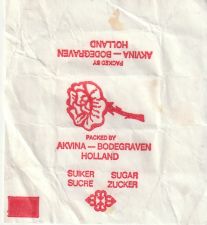 PACKED BY
AKVINA — BODEGRAVEN
HOLLAND
PACKED BY
AKVINA — BODEGRAVEN
HOLLAND
SUIKER SUGAR
SUCRE ZUCKER